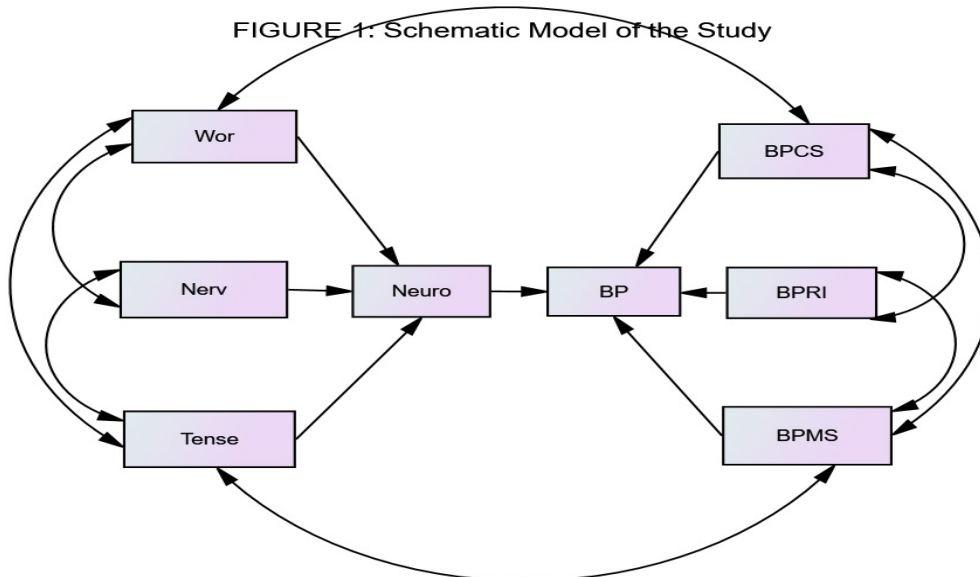 FIGURE 1: Schematic Model of the Study
Wor
BPCS
Nerv
Neuro
BP
BPRI
Tense
BPMS